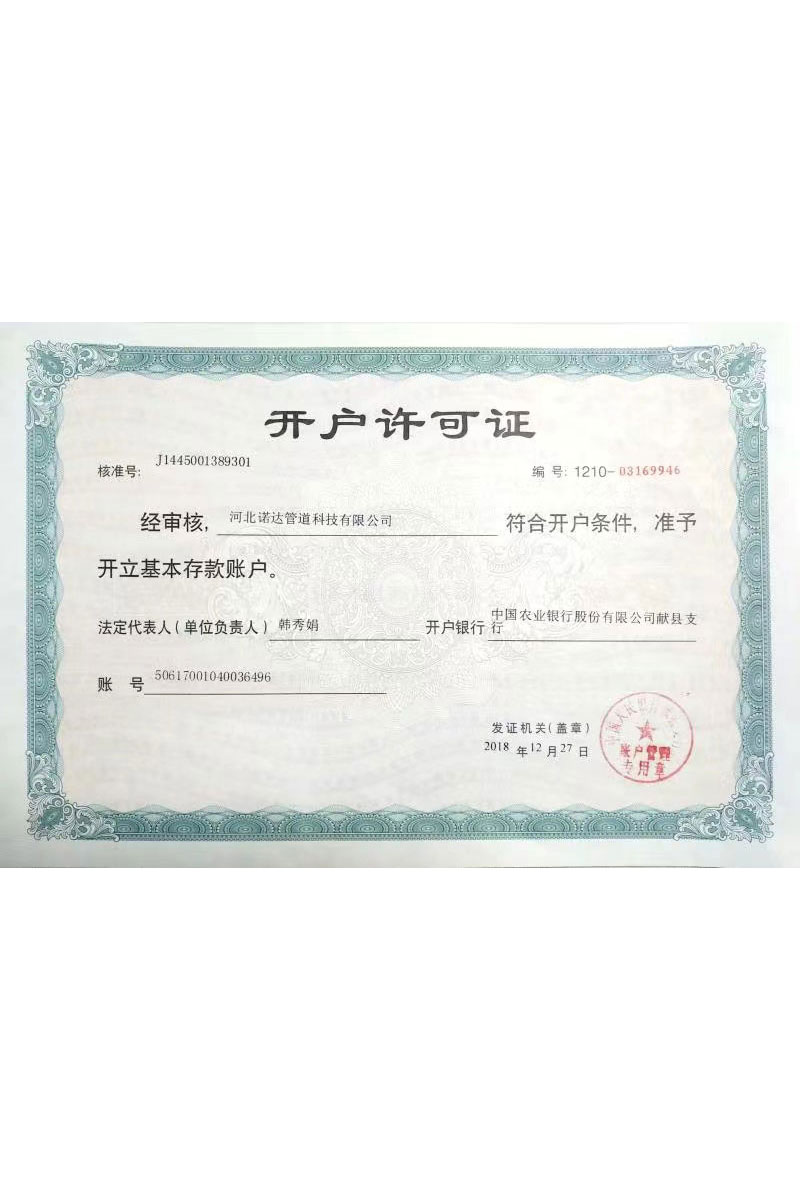 开户许可证
核准号: J1445001389301 编号: 1210-03169946
经审核, 河北诺达管道科技有限公司 符合开户条件, 准予
开立基本存款账户。
法定代表人(单位负责人) 韩秀娟 开户银行 中国农业银行股份有限公司献县支
行
账 号 50617001040036496
发证机关(盖章)
2018 年 12 月 27 日
账户管理
专用章